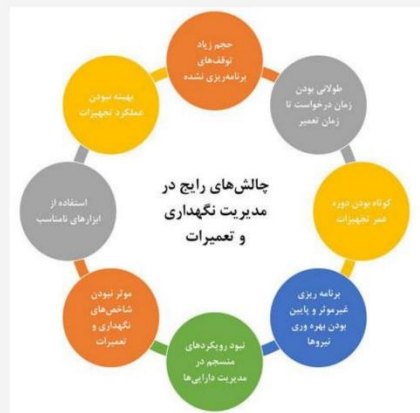 چالش‌های رایج در
مدیریت نگهداری
و تعمیرات
حجم زیاد
توقف‌های
برنامه‌ریزی نشده
طولانی بودن
زمان درخواست تا
زمان تعمیر
کوتاه بودن دوره
عمر تجهیزات
برنامه ریزی
غیرموثر و پایین
بودن بهره وری
نیروها
نبود رویکردهای
منسجم در
مدیریت دارایی‌ها
موثر نبودن
شاخص‌های
نگهداری و
تعمیرات
استفاده از
ابزارهای نامناسب
بهینه نبودن
عملکرد تجهیزات